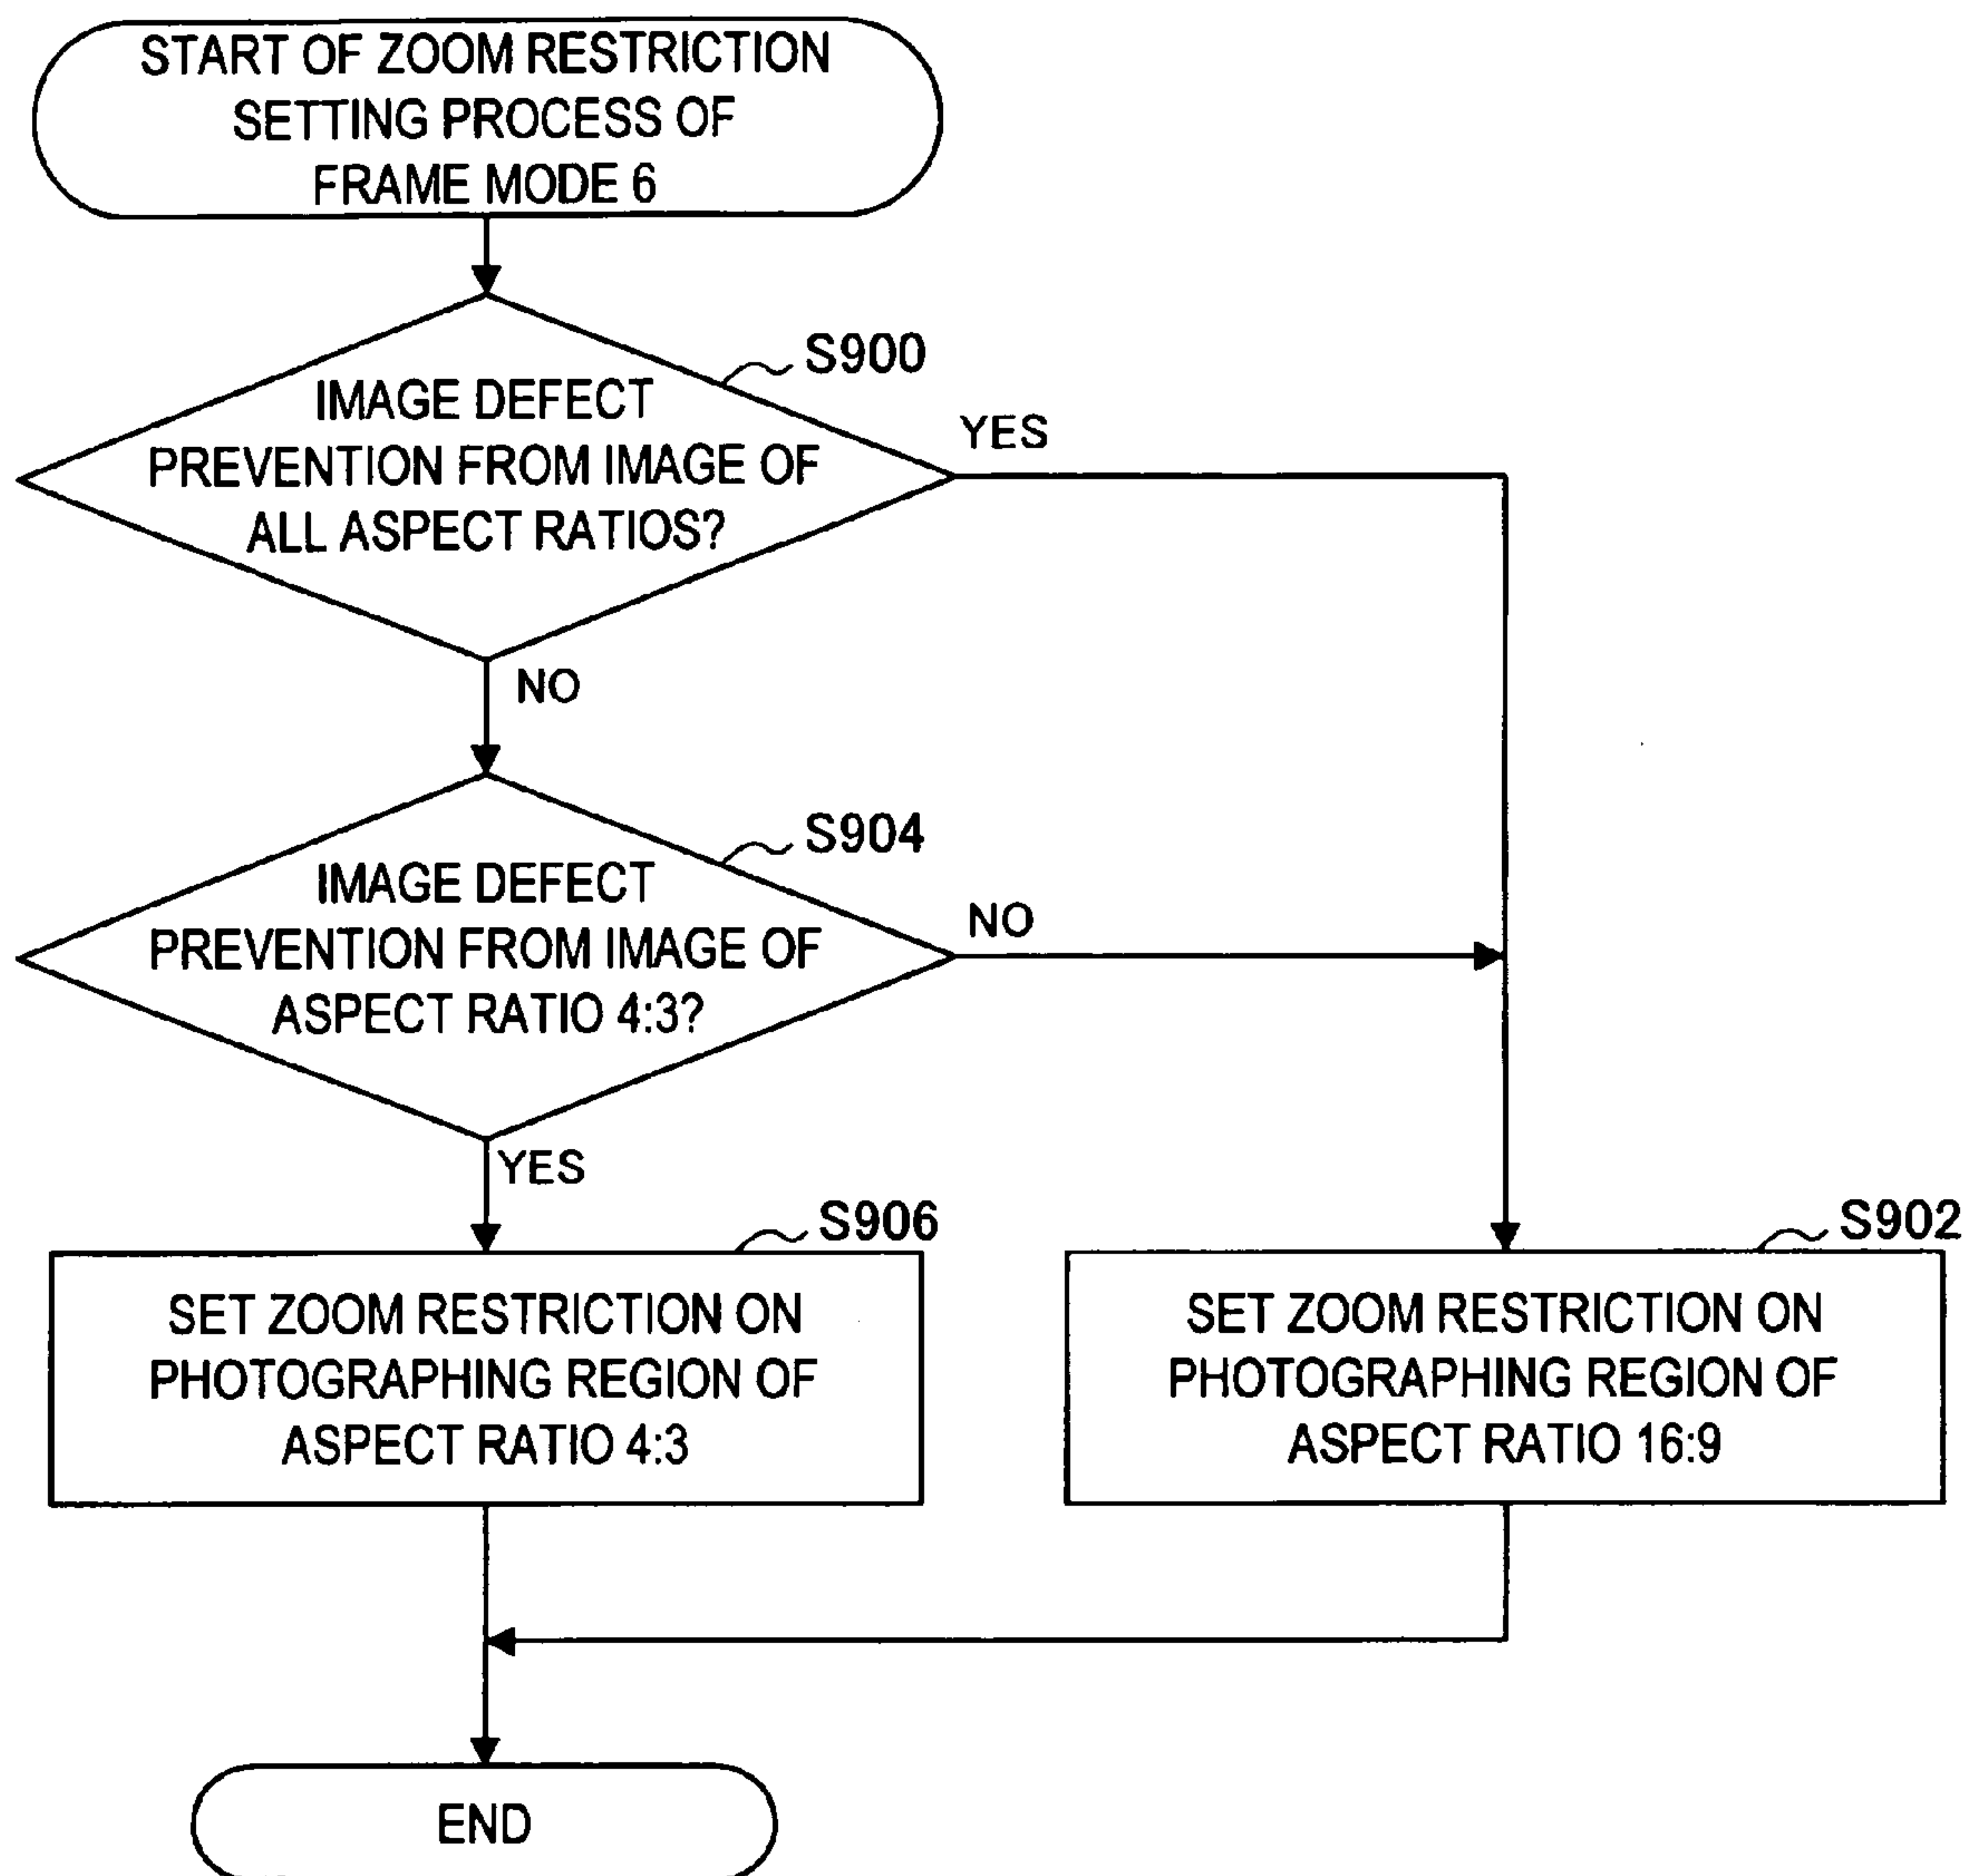 START OF ZOOM RESTRICTION
SETTING PROCESS OF
FRAME MODE 6
S900
IMAGE DEFECT
PREVENTION FROM IMAGE OF
ALL ASPECT RATIOS?
YES
NO
S904
IMAGE DEFECT
PREVENTION FROM IMAGE OF
ASPECT RATIO 4:3?
NO
YES
S906
SET ZOOM RESTRICTION ON
PHOTOGRAPHING REGION OF
ASPECT RATIO 4:3
S902
SET ZOOM RESTRICTION ON
PHOTOGRAPHING REGION OF
ASPECT RATIO 16:9
END